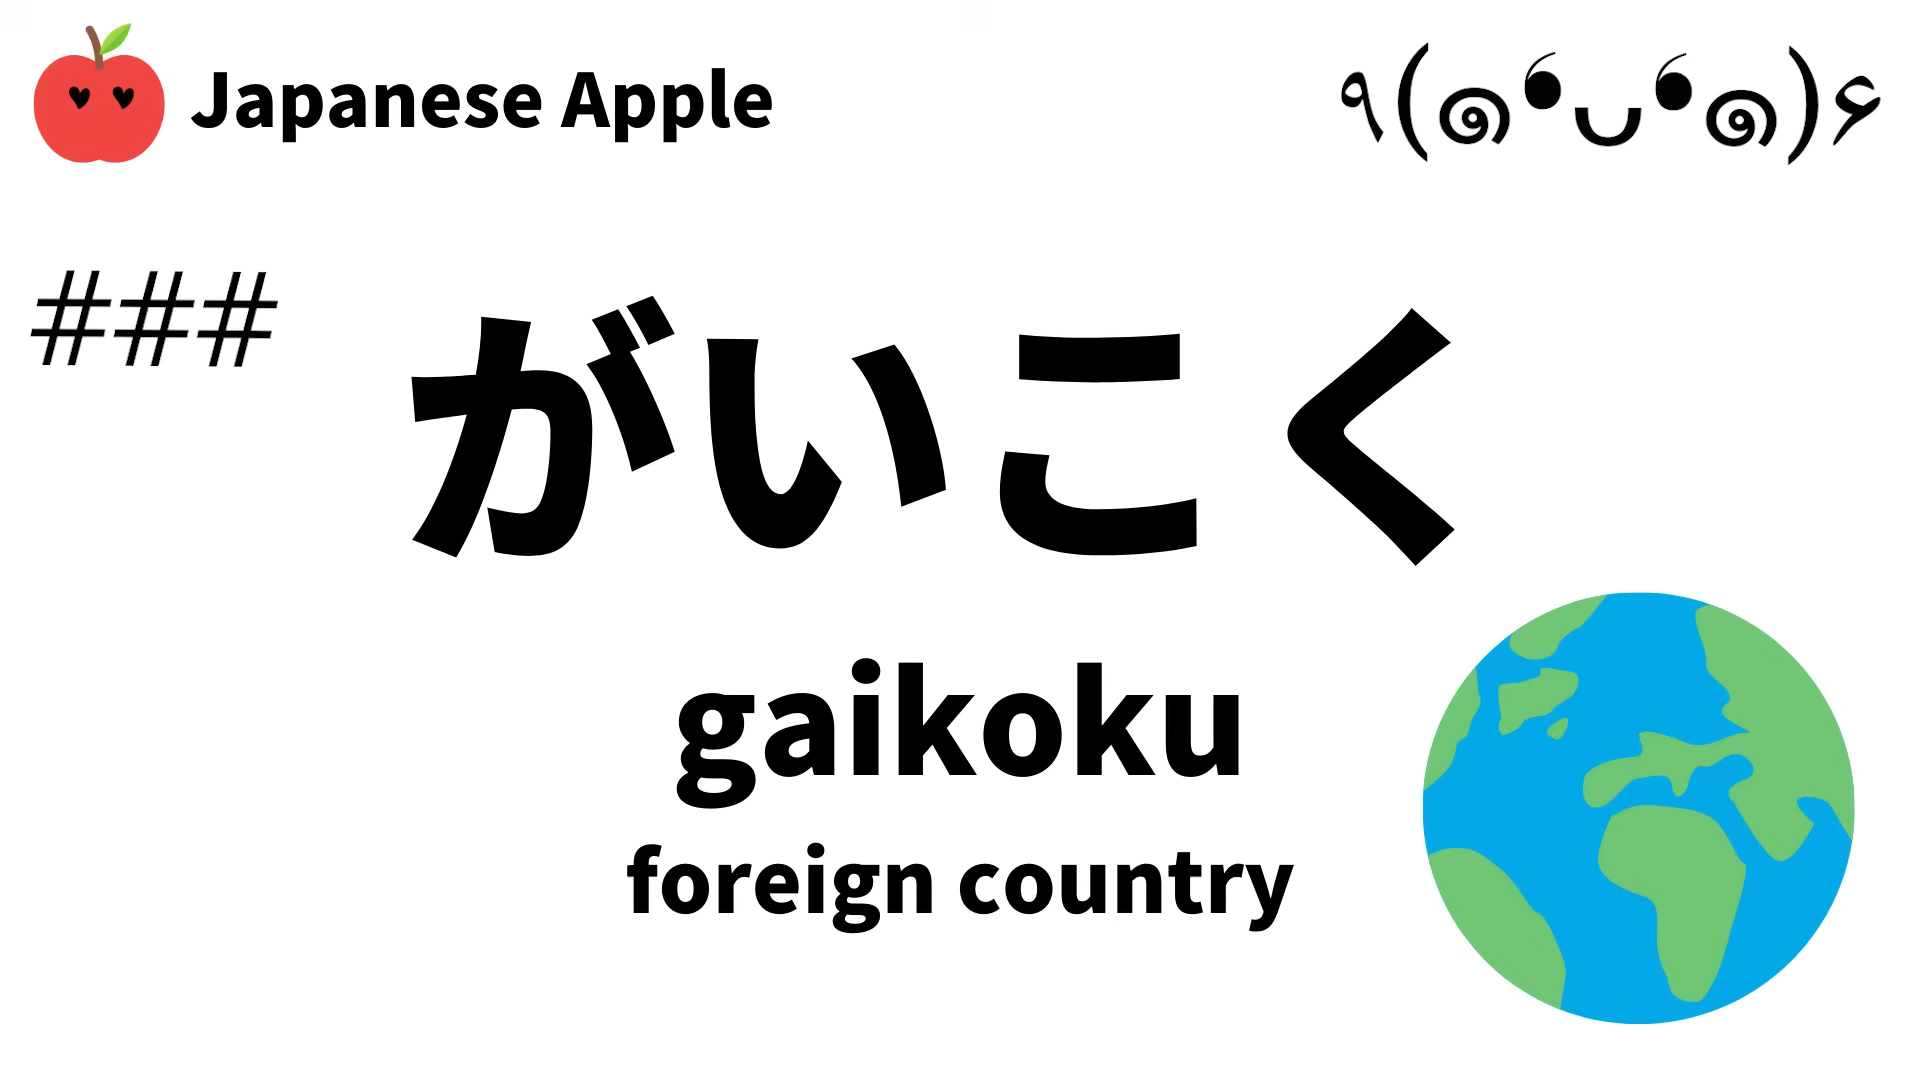 Japanese Apple
٩(๑❛ᴗ❛๑)۶
###
がいこく
gaikoku
foreign country